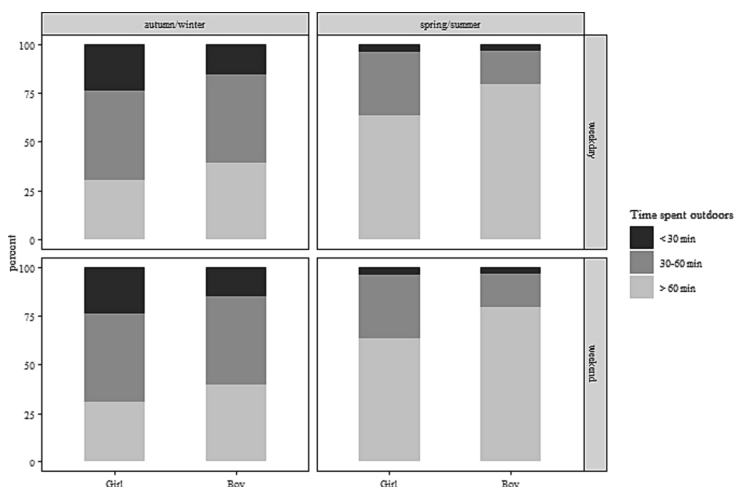 autumn/winter
spring/summer
100
75
50
25
0
weekday
percent
100
75
50
25
0
weekend
Girl
Boy
Girl
Boy
Time spent outdoors
< 30 min
30-60 min
> 60 min